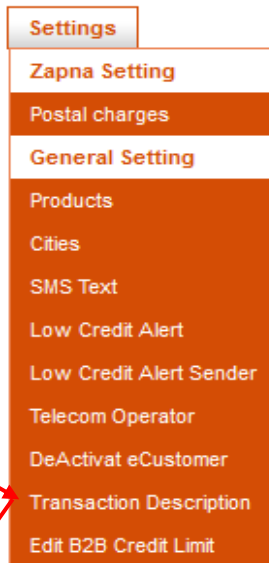 Settings
Zapna Setting
Postal charges
General Setting
Products
Cities
SMS Text
Low Credit Alert
Low Credit Alert Sender
Telecom Operator
DeActivat eCustomer
Transaction Description
Edit B2B Credit Limit